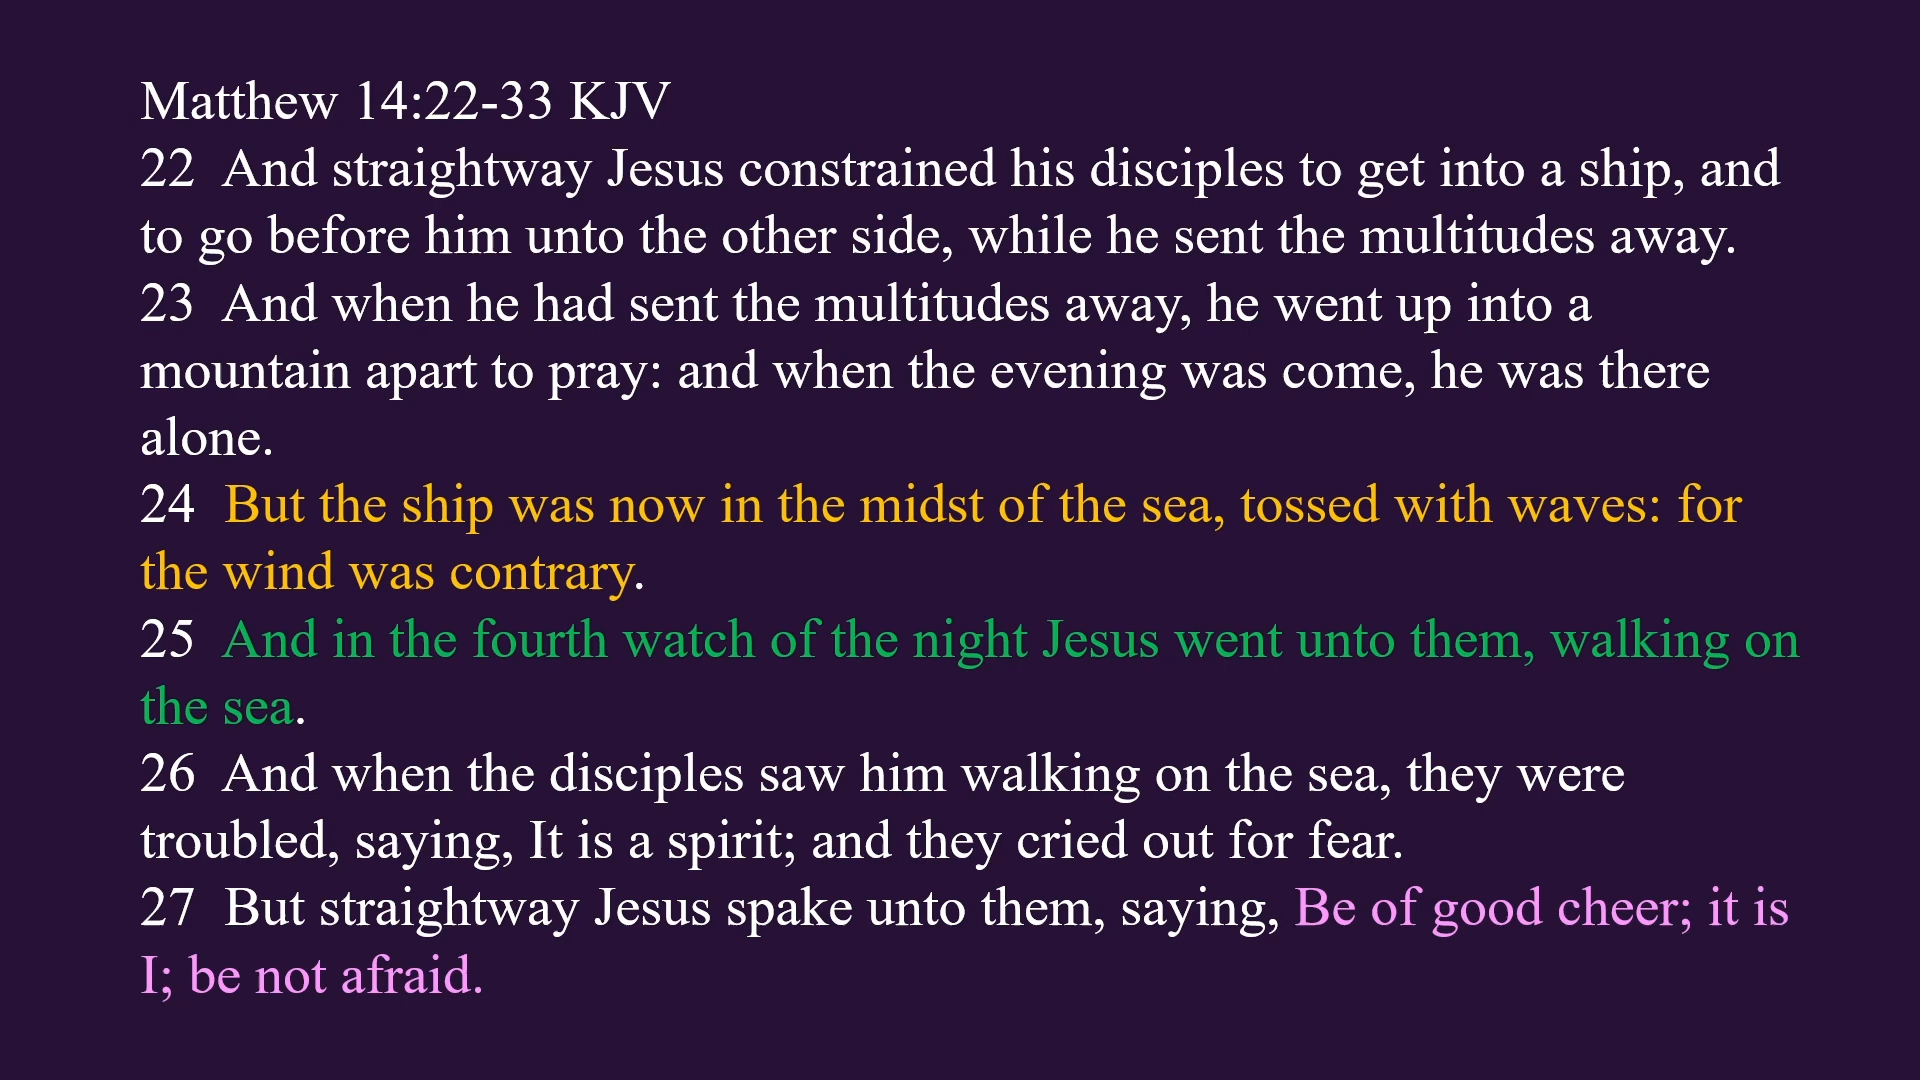 Matthew 14:22-33 KJV
22  And straightway Jesus constrained his disciples to get into a ship, and
to go before him unto the other side, while he sent the multitudes away.
23  And when he had sent the multitudes away, he went up into a
mountain apart to pray: and when the evening was come, he was there
alone.
24  But the ship was now in the midst of the sea, tossed with waves: for
the wind was contrary.
25  And in the fourth watch of the night Jesus went unto them, walking on
the sea.
26  And when the disciples saw him walking on the sea, they were
troubled, saying, It is a spirit; and they cried out for fear.
27  But straightway Jesus spake unto them, saying, Be of good cheer; it is
I; be not afraid.